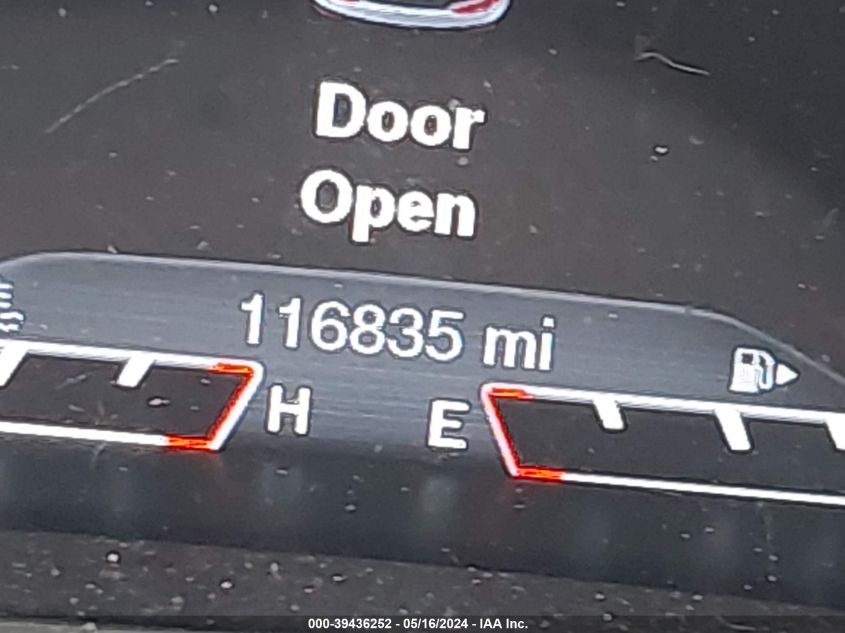 Door
Open
116835 mi
H
E
000-39436252 - 05/16/2024 - IAA Inc.